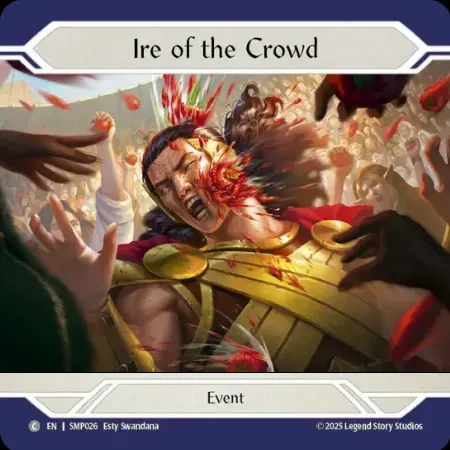 Ire of the Crowd
Event
C EN | SMP026 Esty Swandana © 2025 Legend Story Studios